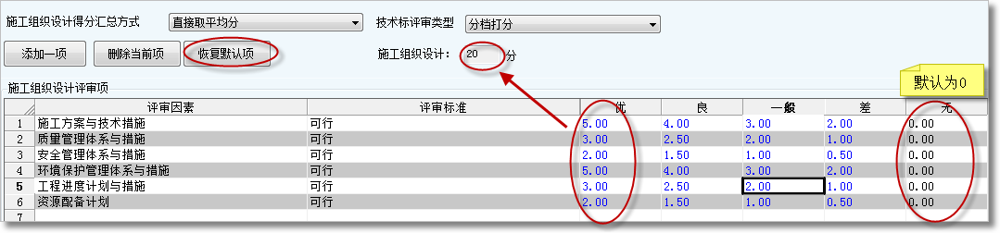 施工组织设计得分汇总方式 直接取平均分 技术标评审类型 分档打分
添加一项 删除当前项 恢复默认项 施工组织设计： 20 分
默认为0
施工组织设计评审项
评审因素 评审标准 优 良 一般 差 无
1 施工方案与技术措施 可行 5.00 4.00 3.00 2.00 0.00
2 质量管理体系与措施 可行 3.00 2.50 2.00 1.00 0.00
3 安全管理体系与措施 可行 2.00 1.50 1.00 0.50 0.00
4 环境保护管理体系与措施 可行 5.00 4.00 3.00 2.00 0.00
5 工程进度计划与措施 可行 3.00 2.50 2.00 1.00 0.00
6 资源配备计划 可行 2.00 1.50 1.00 0.50 0.00
7